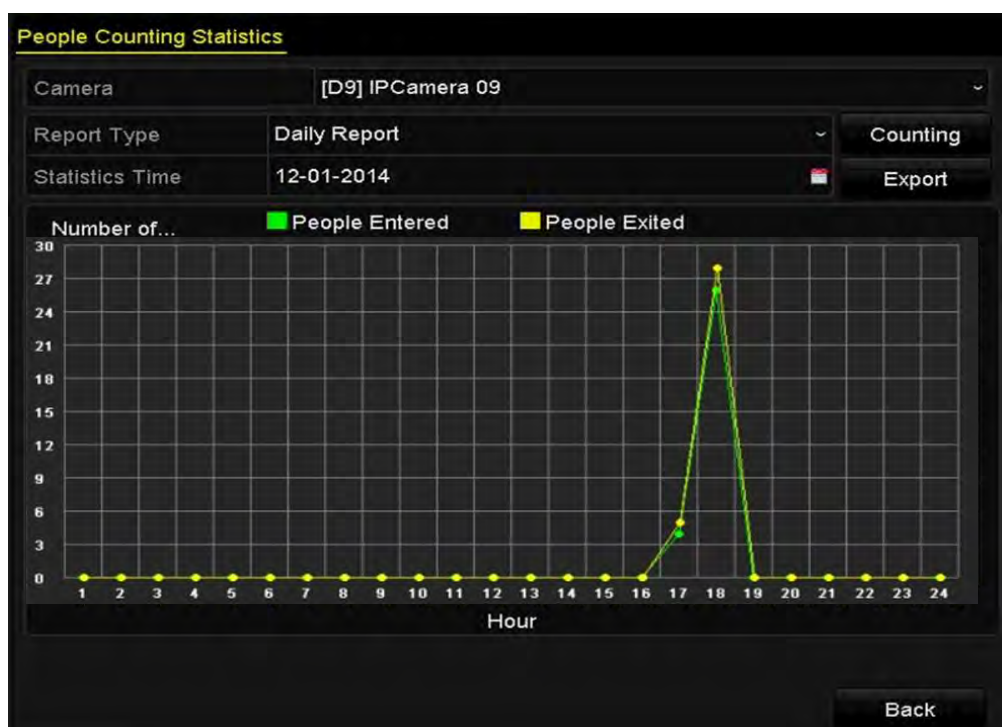 People Counting Statistics
Camera [D9] IPCamera 09
Report Type Daily Report Counting
Statistics Time 12-01-2014 Export
Number of... People Entered People Exited
30
27
24
21
18
15
12
9
6
3
0
1 2 3 4 5 6 7 8 9 10 11 12 13 14 15 16 17 18 19 20 21 22 23 24
Hour
Back